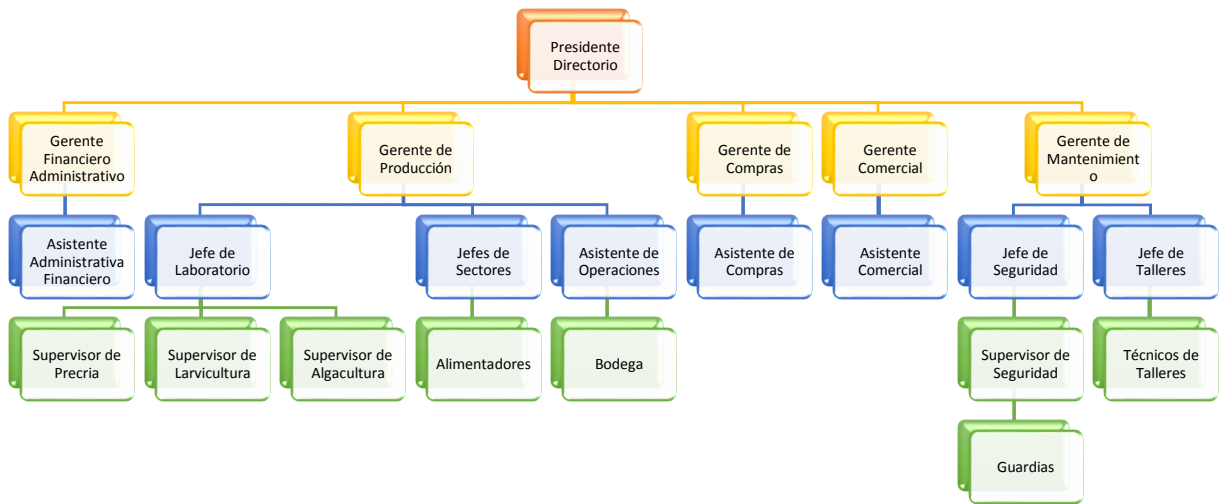 Presidente
Directorio
Gerente
Financiero
Administrativo
Gerente de
Producción
Gerente de
Compras
Gerente
Comercial
Gerente de
Mantenimient
o
Asistente
Administrativa
Financiero
Jefe de
Laboratorio
Jefes de
Sectores
Asistente de
Operaciones
Asistente de
Compras
Asistente
Comercial
Jefe de
Seguridad
Jefe de
Talleres
Supervisor de
Precria
Supervisor de
Larvicultura
Supervisor de
Algacultura
Alimentadores
Bodega
Supervisor de
Seguridad
Técnicos de
Talleres
Guardias